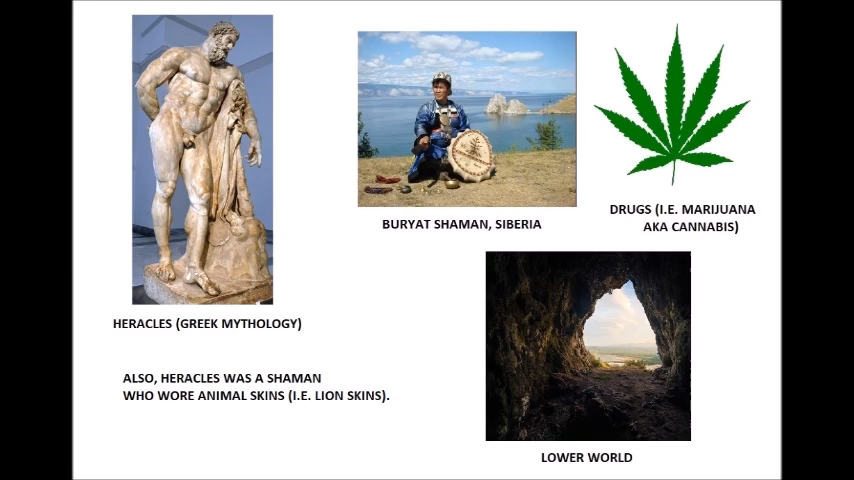 HERACLES (GREEK MYTHOLOGY)
ALSO, HERACLES WAS A SHAMAN
WHO WORE ANIMAL SKINS (I.E. LION SKINS).
BURYAT SHAMAN, SIBERIA
DRUGS (I.E. MARIJUANA
AKA CANNABIS)
LOWER WORLD